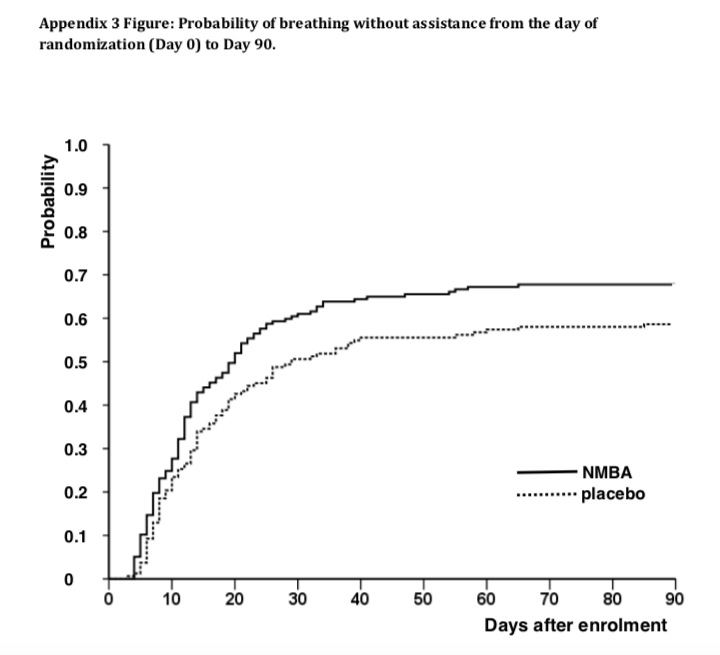 Appendix 3 Figure: Probability of breathing without assistance from the day of
randomization (Day 0) to Day 90.
Probability
1.0
0.9
0.8
0.7
0.6
0.5
0.4
0.3
0.2
0.1
0
NMBA
placebo
0 10 20 30 40 50 60 70 80 90
Days after enrolment